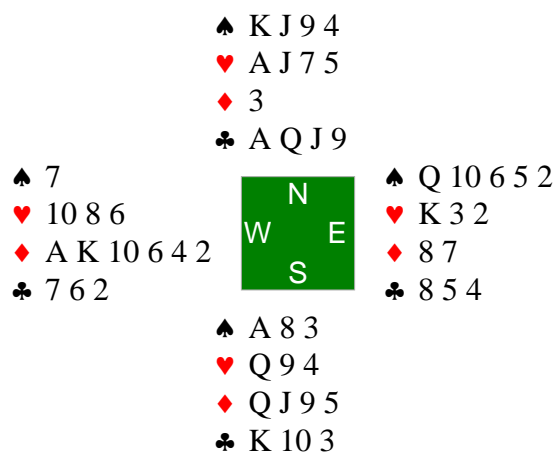 ♠ K J 9 4
♥ A J 7 5
♦ 3
♣ A Q J 9
♠ 7
♥ 10 8 6
♦ A K 10 6 4 2
♣ 7 6 2
N
W E
S
♠ Q 10 6 5 2
♥ K 3 2
♦ 8 7
♣ 8 5 4
♠ A 8 3
♥ Q 9 4
♦ Q J 9 5
♣ K 10 3